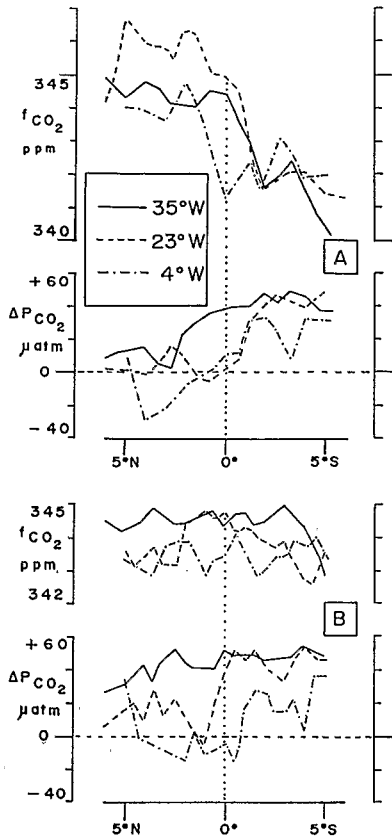 345
fCO2
ppm
340
35°W
23°W
4°W
A
+60
ΔPCO2
μatm
0
-40
5°N
0°
5°S
345
fCO2
ppm
342
B
+60
ΔPCO2
μatm
0
-40
5°N
0°
5°S